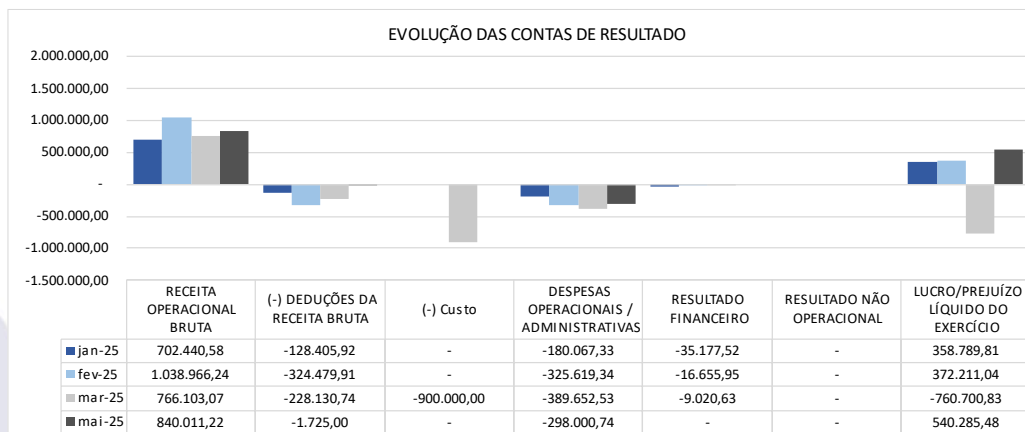 EVOLUÇÃO DAS CONTAS DE RESULTADO
2.000.000,00
1.500.000,00
1.000.000,00
500.000,00
-
-500.000,00
-1.000.000,00
-1.500.000,00
RECEITA OPERACIONAL BRUTA (-) DEDUÇÕES DA RECEITA BRUTA (-) Custo DESPESAS OPERACIONAIS / ADMINISTRATIVAS RESULTADO FINANCEIRO RESULTADO NÃO OPERACIONAL LUCRO/PREJUÍZO LÍQUIDO DO EXERCÍCIO
jan-25 702.440,58 -128.405,92 - -180.067,33 -35.177,52 - 358.789,81
fev-25 1.038.966,24 -324.479,91 - -325.619,34 -16.655,95 - 372.211,04
mar-25 766.103,07 -228.130,74 -900.000,00 -389.652,53 -9.020,63 - -760.700,83
mai-25 840.011,22 -1.725,00 - -298.000,74 - - 540.285,48